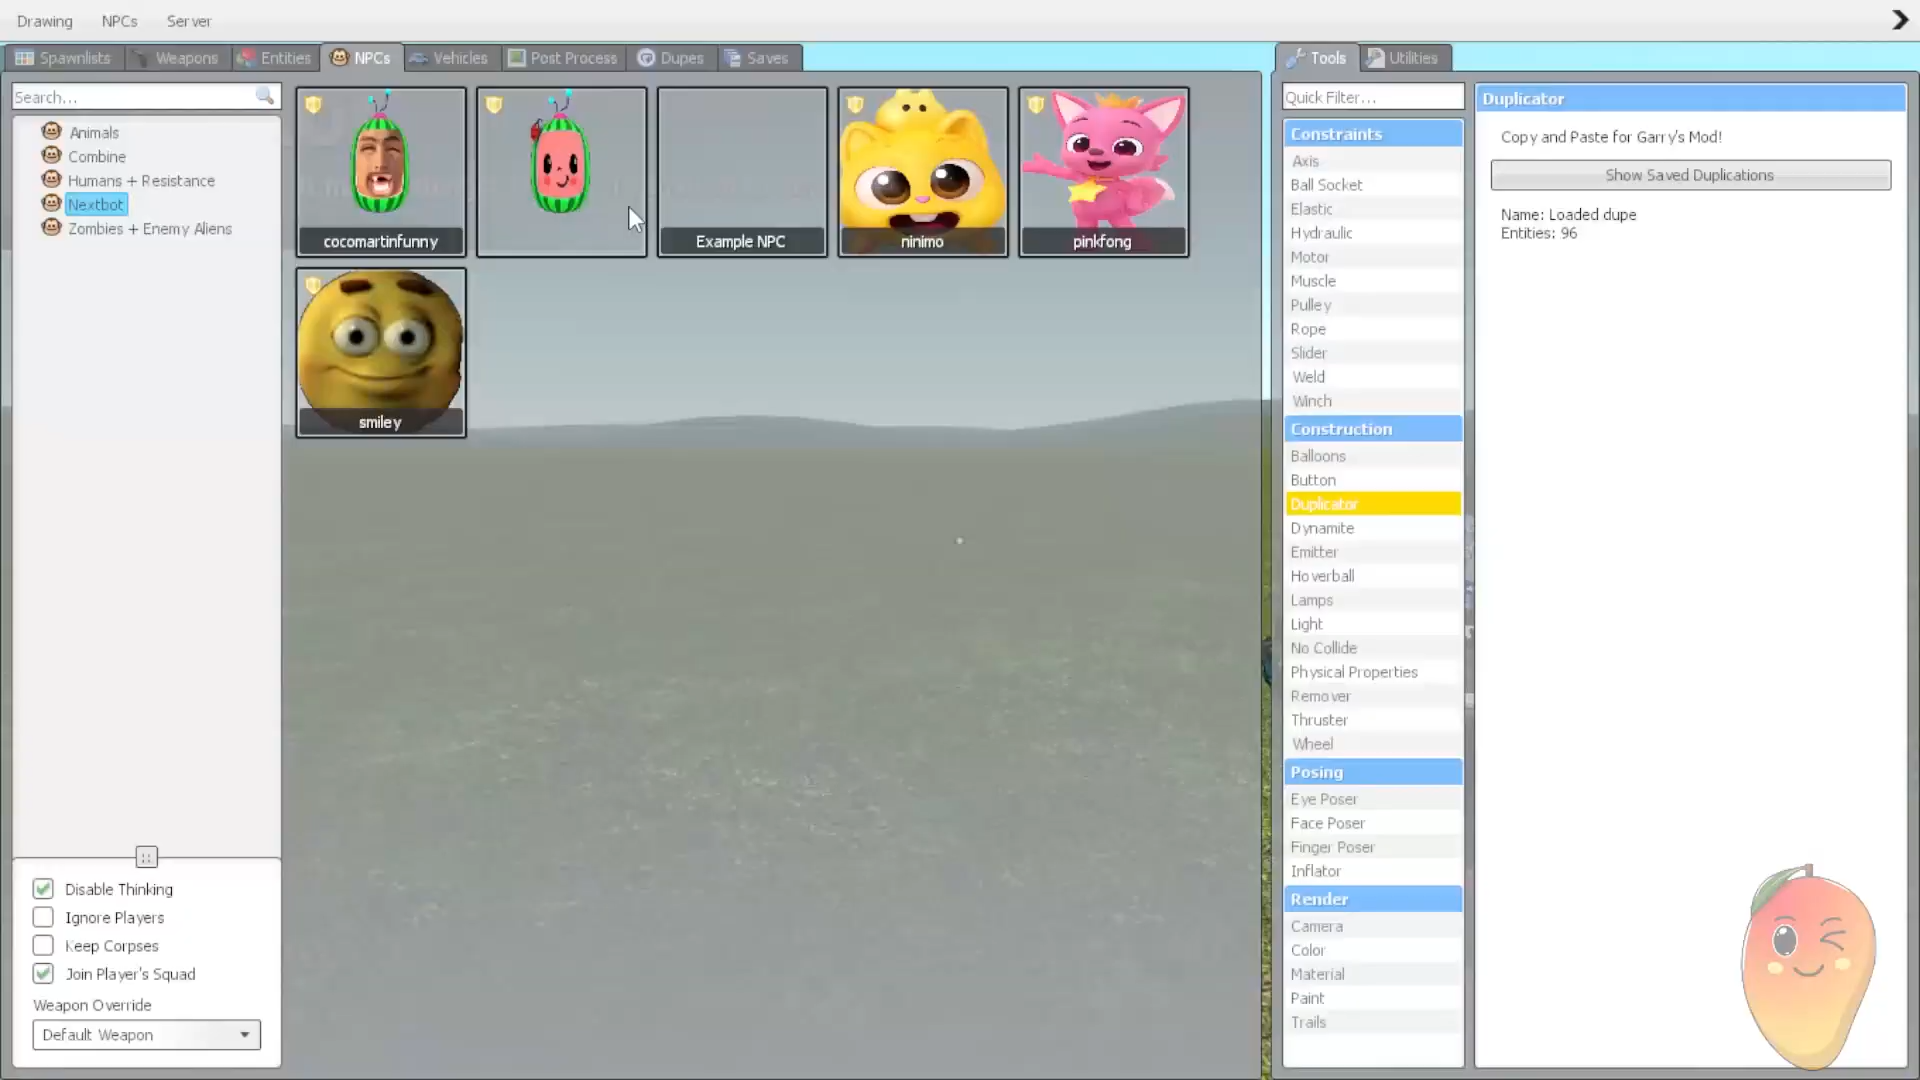 Drawing NPCs Server
Spawnlists Weapons Entities NPCs Vehicles Post Process Dupes Saves
Tools Utilities
Search...
Animals
Combine
Humans + Resistance
Nextbot
Zombies + Enemy Aliens
cocomartinfunny
Example NPC
ninimo
pinkfong
smiley
Disable Thinking
Ignore Players
Keep Corpses
Join Player's Squad
Weapon Override
Default Weapon
Quick Filter...
Constraints
Axis
Ball Socket
Elastic
Hydraulic
Motor
Muscle
Pulley
Rope
Slider
Weld
Winch
Construction
Balloons
Button
Duplicator
Dynamite
Emitter
Hoverball
Lamps
Light
No Collide
Physical Properties
Remover
Thruster
Wheel
Posing
Eye Poser
Face Poser
Finger Poser
Inflator
Render
Camera
Color
Material
Paint
Trails
Duplicator
Copy and Paste for Garry's Mod!
Show Saved Duplications
Name: Loaded dupe
Entities: 96